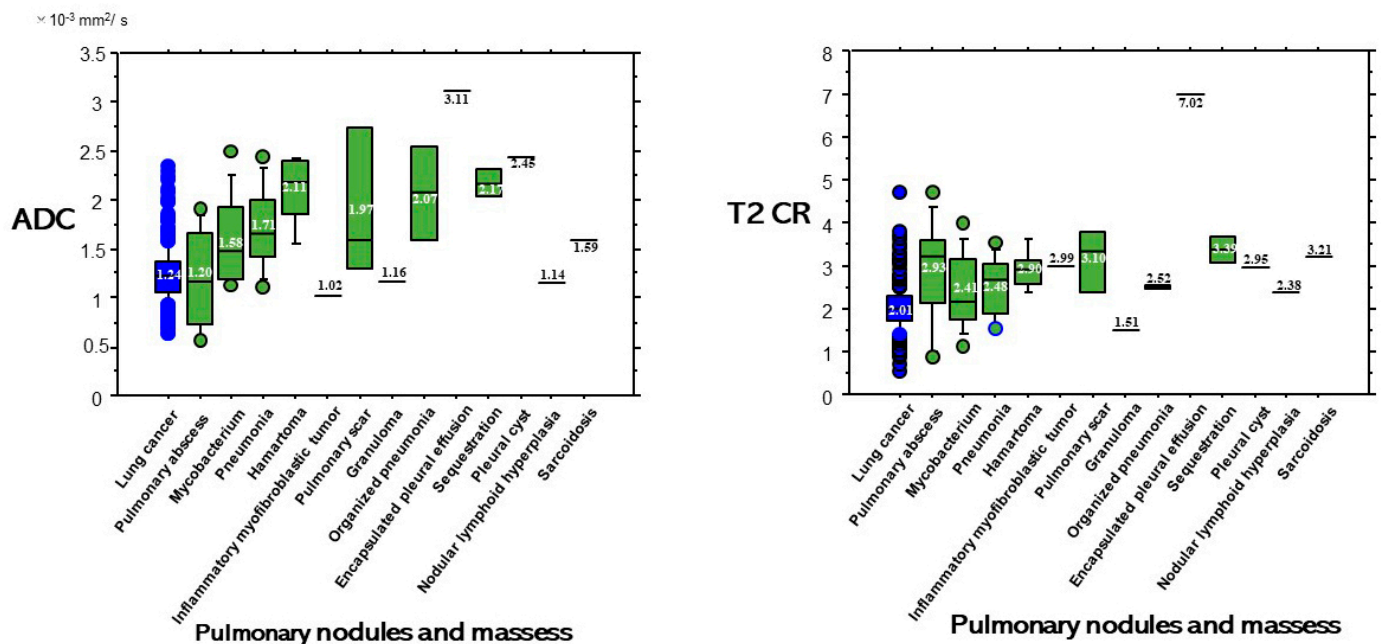 × 10-3 mm2/ s
ADC
3.5
3
2.5
2
1.5
1
0.5
0
1.24
1.20
1.58
1.71
2.11
1.02
1.97
1.16
2.07
3.11
2.17
2.45
1.14
1.59
Lung cancer
Pulmonary abscess
Mycobacterium
Pneumonia
Hamartoma
Inflammatory myofibroblastic tumor
Pulmonary scar
Granuloma
Organized pneumonia
Encapsulated pleural effusion
Sequestration
Pleural cyst
Nodular lymphoid hyperplasia
Sarcoidosis
Pulmonary nodules and massess
T2 CR
8
7
6
5
4
3
2
1
0
2.01
2.93
2.41
2.48
2.90
2.99
3.10
1.51
2.52
7.02
3.39
2.95
2.38
3.21
Lung cancer
Pulmonary abscess
Mycobacterium
Pneumonia
Hamartoma
Inflammatory myofibroblastic tumor
Pulmonary scar
Granuloma
Organized pneumonia
Encapsulated pleural effusion
Sequestration
Pleural cyst
Nodular lymphoid hyperplasia
Sarcoidosis
Pulmonary nodules and massess